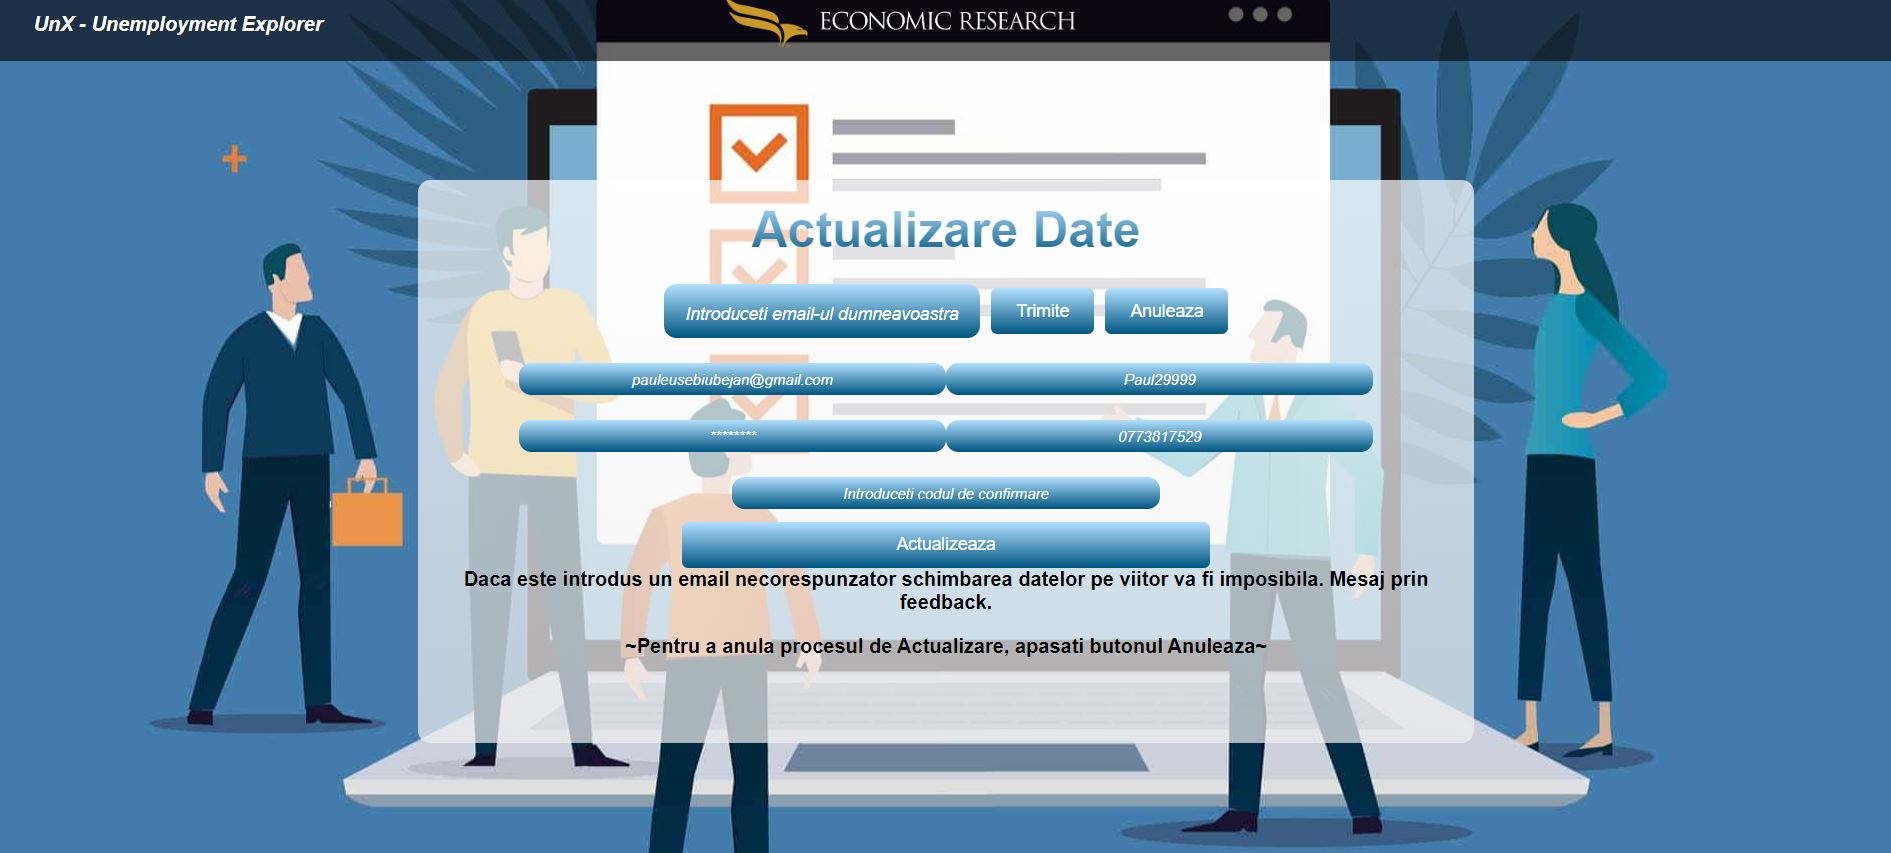 UnX - Unemployment Explorer
ECONOMIC RESEARCH
Actualizare Date
Introduceti email-ul dumneavoastra
Trimite
Anuleaza
pauleusebiubejan@gmail.com
Paul29999
********
0773817529
Introduceti codul de confirmare
Actualizeaza
Daca este introdus un email necorespunzator schimbarea datelor pe viitor va fi imposibila. Mesaj prin
feedback.
~Pentru a anula procesul de Actualizare, apasati butonul Anuleaza~